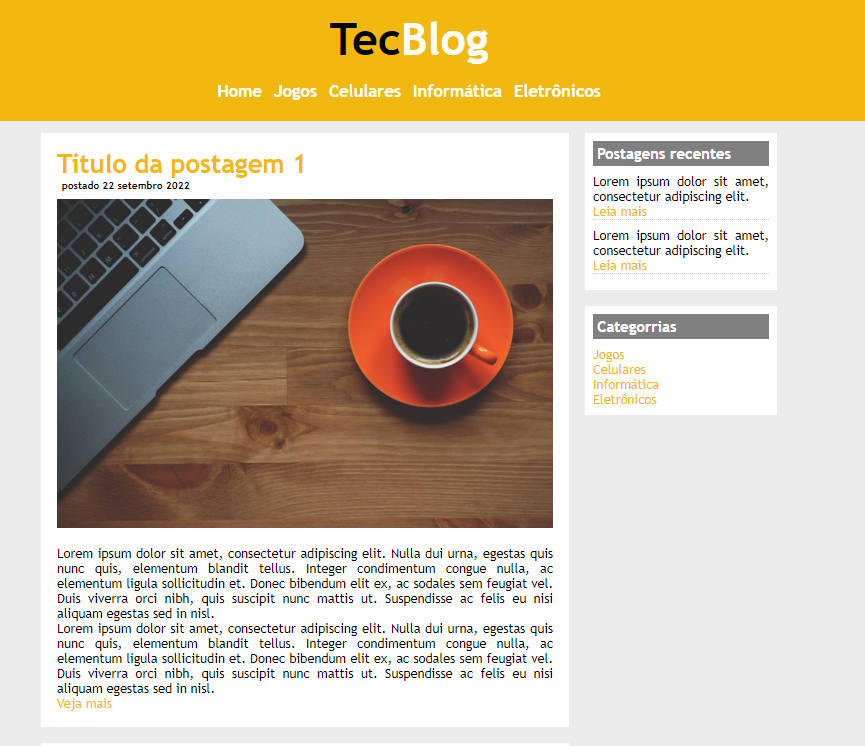 TecBlog
Home Jogos Celulares Informática Eletrônicos
Titulo da postagem 1
postado 22 setembro 2022
Lorem ipsum dolor sit amet, consectetur adipiscing elit. Nulla dui urna, egestas quis
nunc quis, elementum blandit tellus. Integer condimentum congue nulla, ac
elementum ligula sollicitudin et. Donec bibendum elit ex, ac sodales sem feugiat vel.
Duis viverra orci nibh, quis suscipit nunc mattis ut. Suspendisse ac felis eu nisi
aliquam egestas sed in nisl.
Lorem ipsum dolor sit amet, consectetur adipiscing elit. Nulla dui urna, egestas quis
nunc quis, elementum blandit tellus. Integer condimentum congue nulla, ac
elementum ligula sollicitudin et. Donec bibendum elit ex, ac sodales sem feugiat vel.
Duis viverra orci nibh, quis suscipit nunc mattis ut. Suspendisse ac felis eu nisi
aliquam egestas sed in nisl.
Veja mais
Postagens recentes
Lorem ipsum dolor sit amet,
consectetur adipiscing elit.
Leia mais
Lorem ipsum dolor sit amet,
consectetur adipiscing elit.
Leia mais
Categorrias
Jogos
Celulares
Informática
Eletrônicos